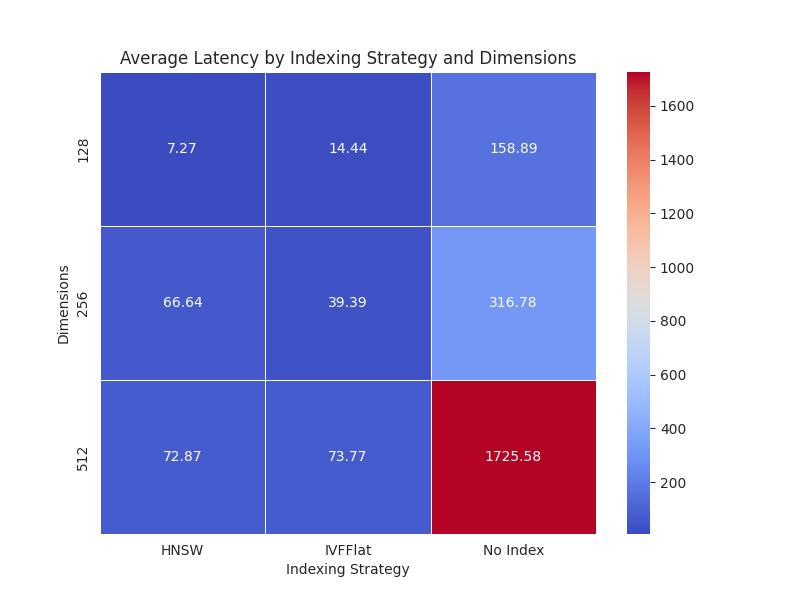 Average Latency by Indexing Strategy and Dimensions
128 7.27 14.44 158.89
256 66.64 39.39 316.78
512 72.87 73.77 1725.58
Dimensions
HNSW IVFFlat No Index
Indexing Strategy
1600
1400
1200
1000
800
600
400
200